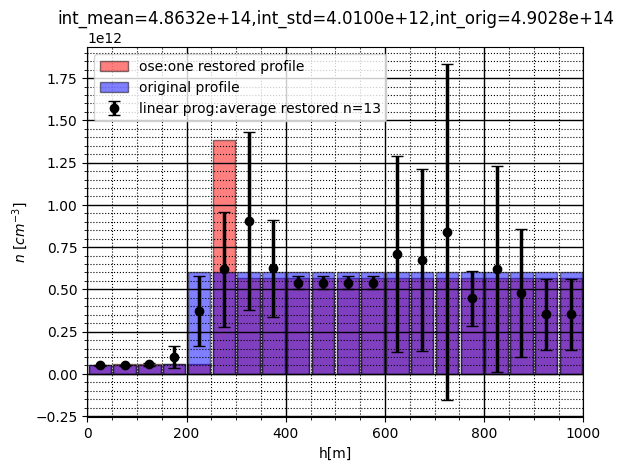 int_mean=4.8632e+14,int_std=4.0100e+12,int_orig=4.9028e+14
1e12
ose:one restored profile
original profile
linear prog:average restored n=13
1.75
1.50
1.25
1.00
0.75
0.50
0.25
0.00
−0.25
n [cm⁻³]
0 200 400 600 800 1000
h[m]